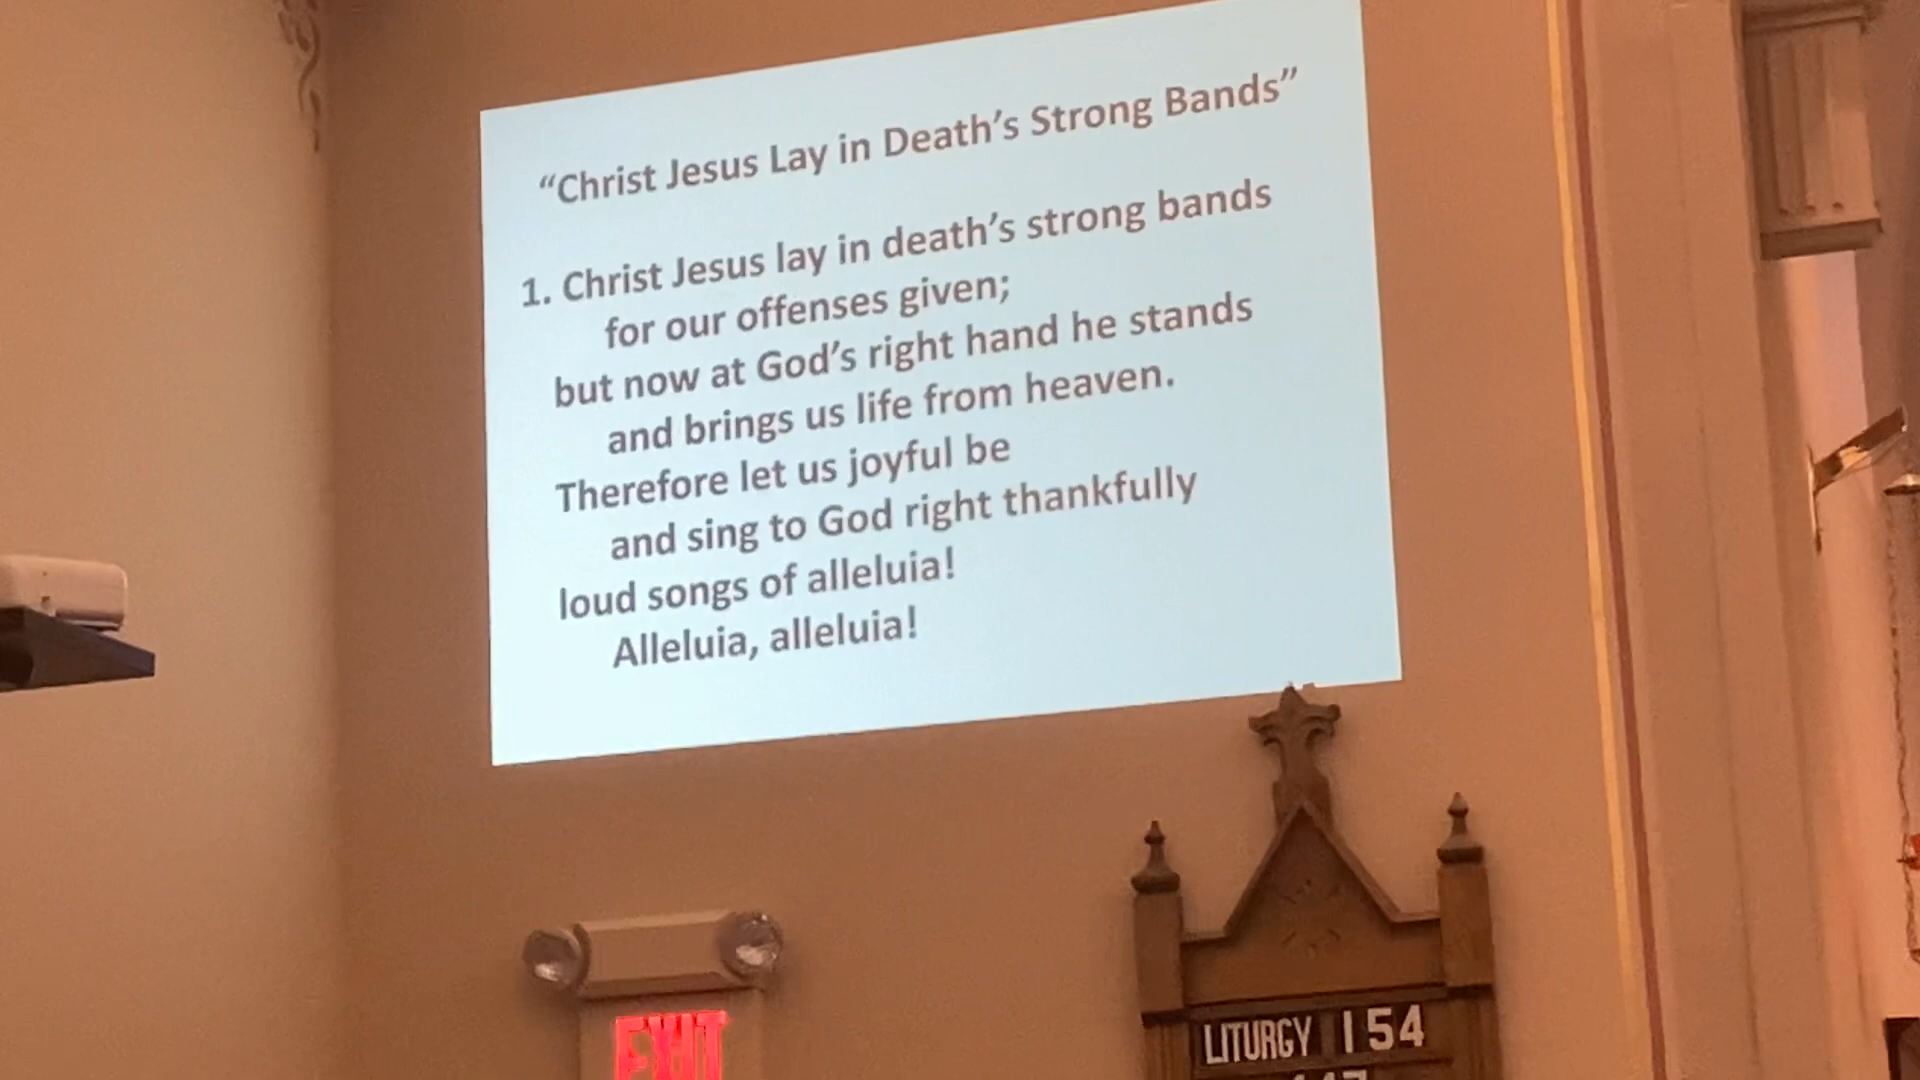 “Christ Jesus Lay in Death’s Strong Bands”
1. Christ Jesus lay in death’s strong bands
for our offenses given;
but now at God’s right hand he stands
and brings us life from heaven.
Therefore let us joyful be
and sing to God right thankfully
loud songs of alleluia!
Alleluia, alleluia!
LITURGY 154
EXIT